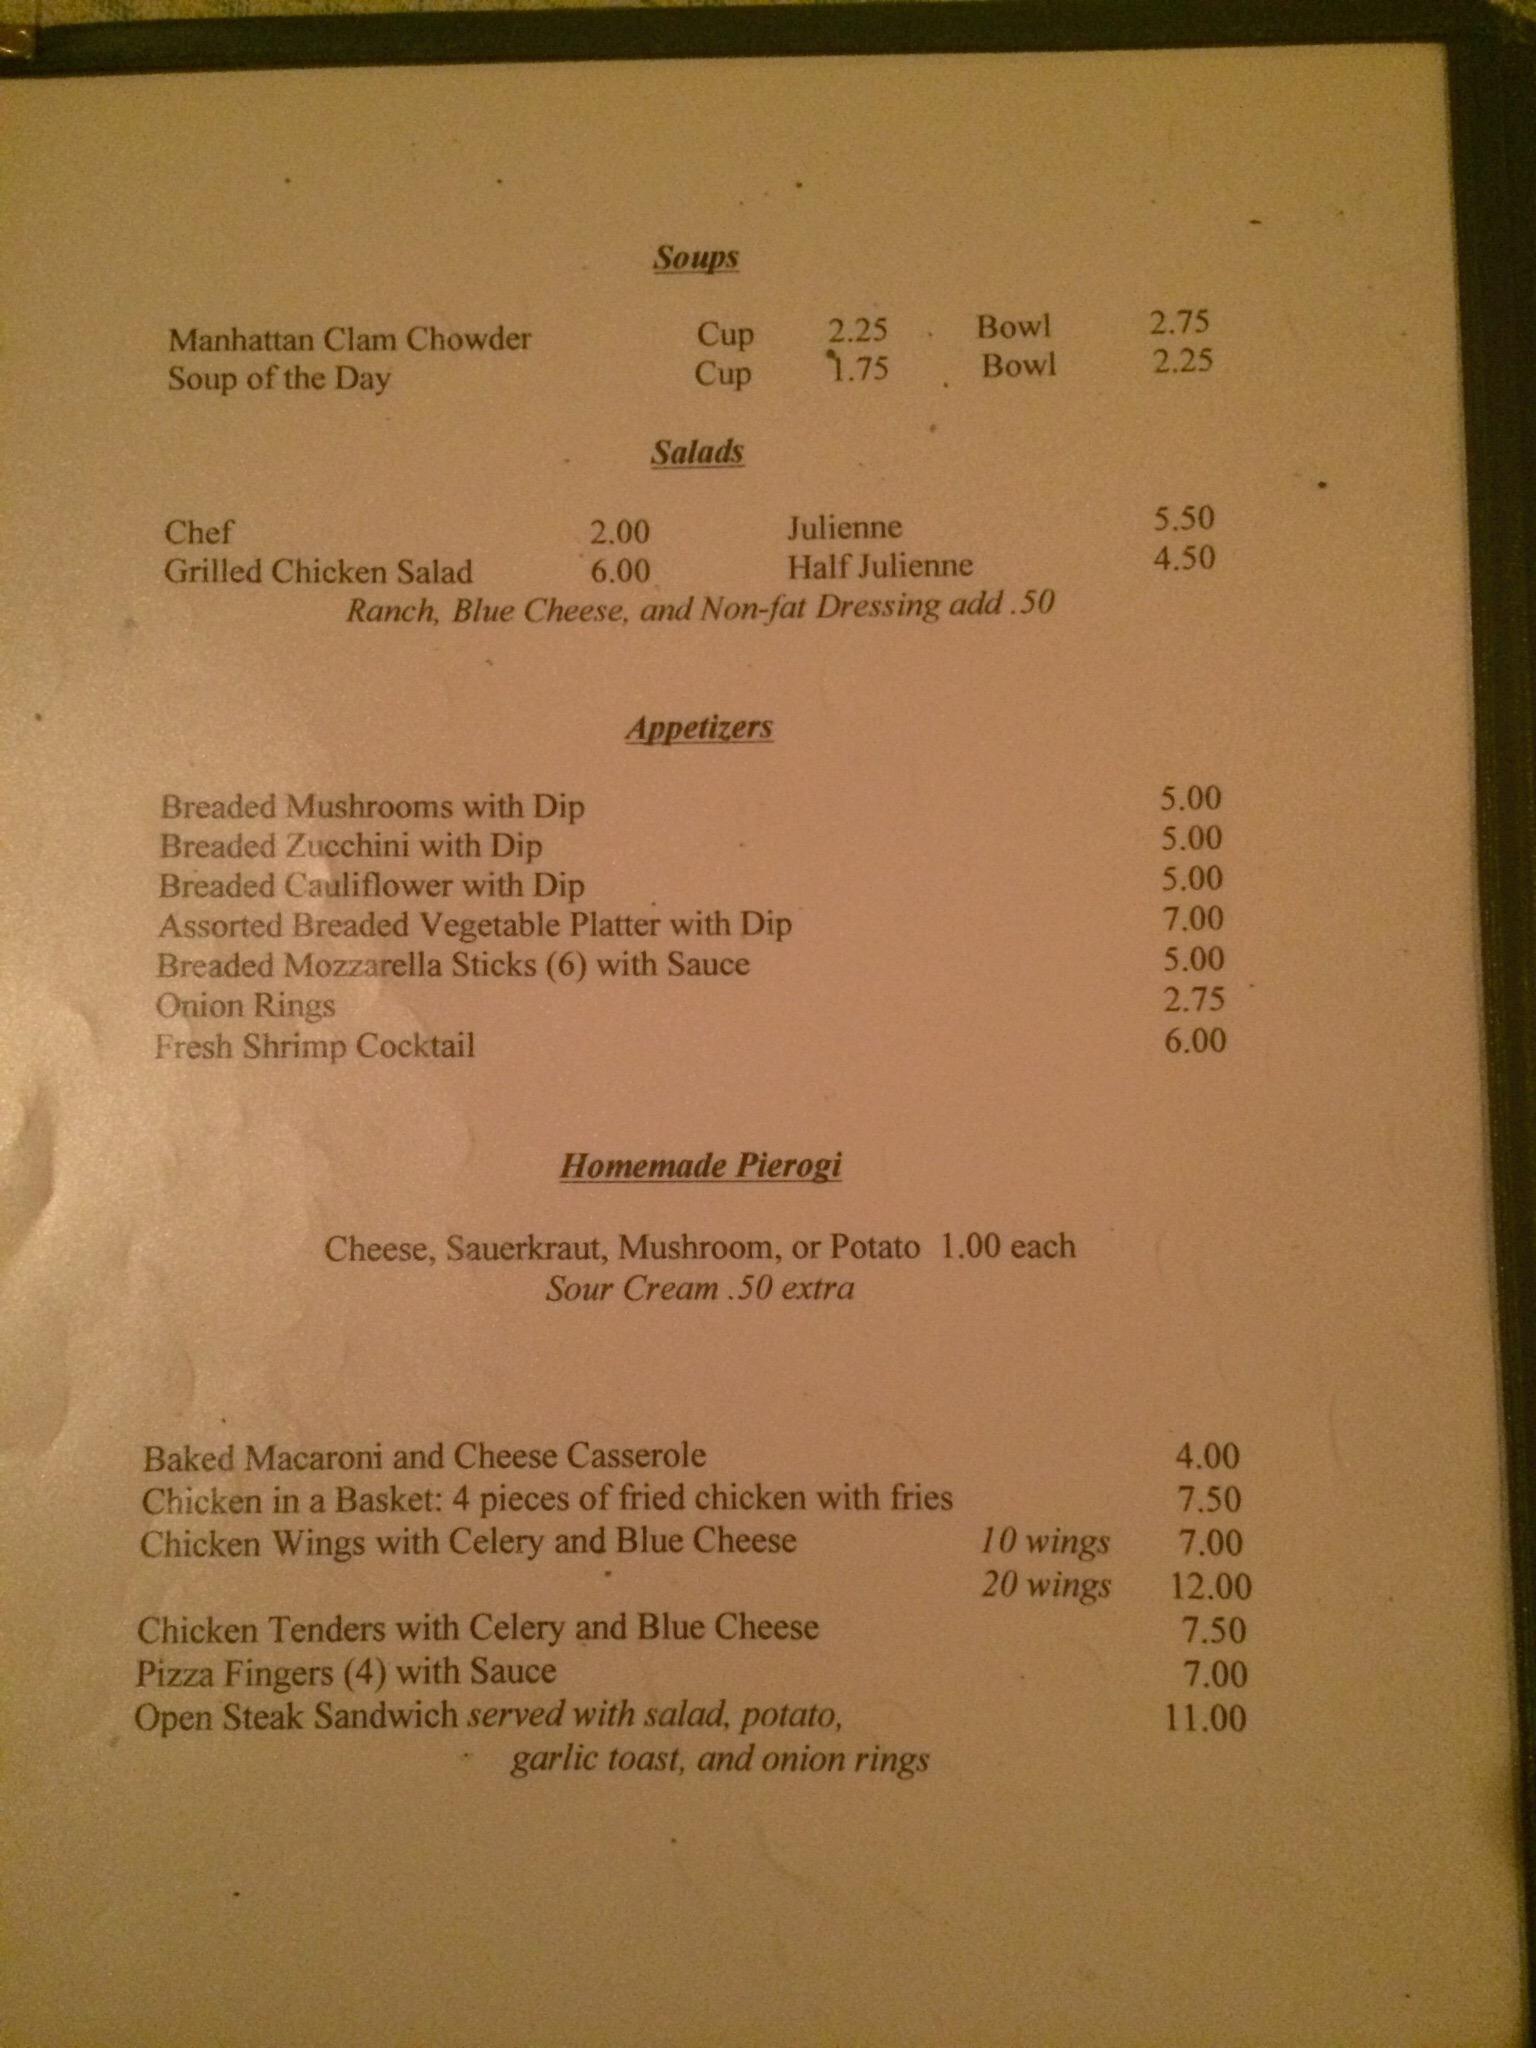 Soups
Manhattan Clam Chowder Cup 2.25 Bowl 2.75
Soup of the Day Cup 1.75 Bowl 2.25
Salads
Chef 2.00 Julienne 5.50
Grilled Chicken Salad 6.00 Half Julienne 4.50
Ranch, Blue Cheese, and Non-fat Dressing add .50
Appetizers
Breaded Mushrooms with Dip 5.00
Breaded Zucchini with Dip 5.00
Breaded Cauliflower with Dip 5.00
Assorted Breaded Vegetable Platter with Dip 7.00
Breaded Mozzarella Sticks (6) with Sauce 5.00
Onion Rings 2.75
Fresh Shrimp Cocktail 6.00
Homemade Pierogi
Cheese, Sauerkraut, Mushroom, or Potato 1.00 each
Sour Cream .50 extra
Baked Macaroni and Cheese Casserole 4.00
Chicken in a Basket: 4 pieces of fried chicken with fries 7.50
Chicken Wings with Celery and Blue Cheese 10 wings 7.00
20 wings 12.00
Chicken Tenders with Celery and Blue Cheese 7.50
Pizza Fingers (4) with Sauce 7.00
Open Steak Sandwich served with salad, potato, 11.00
garlic toast, and onion rings